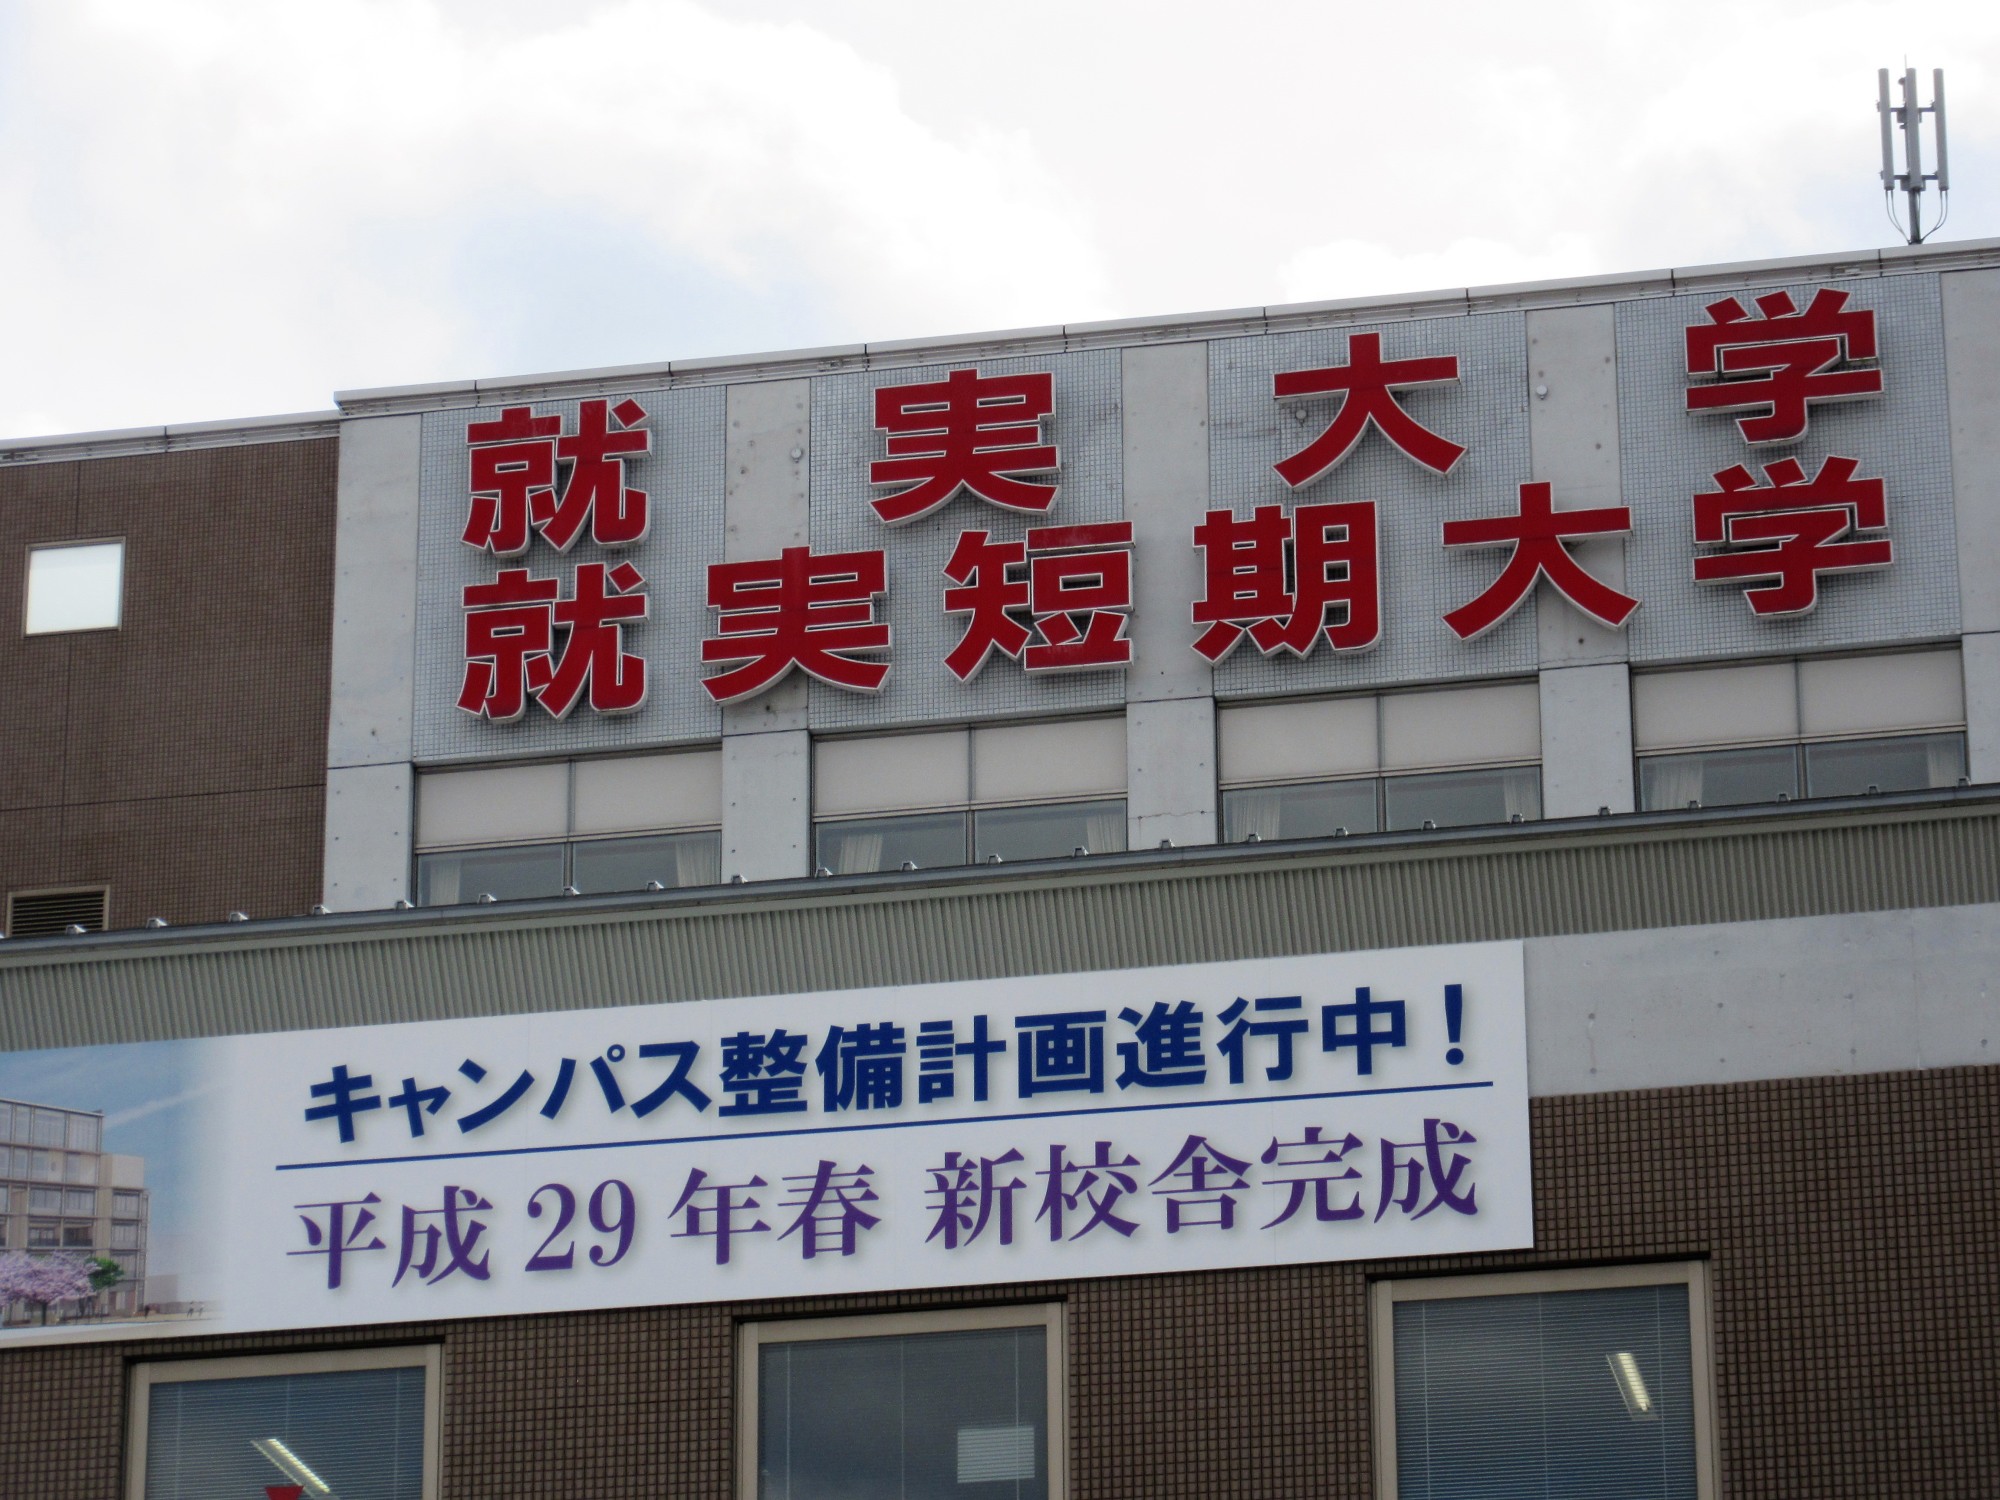 就実大学
就実短期大学
キャンパス整備計画進行中！
平成29年春 新校舎完成